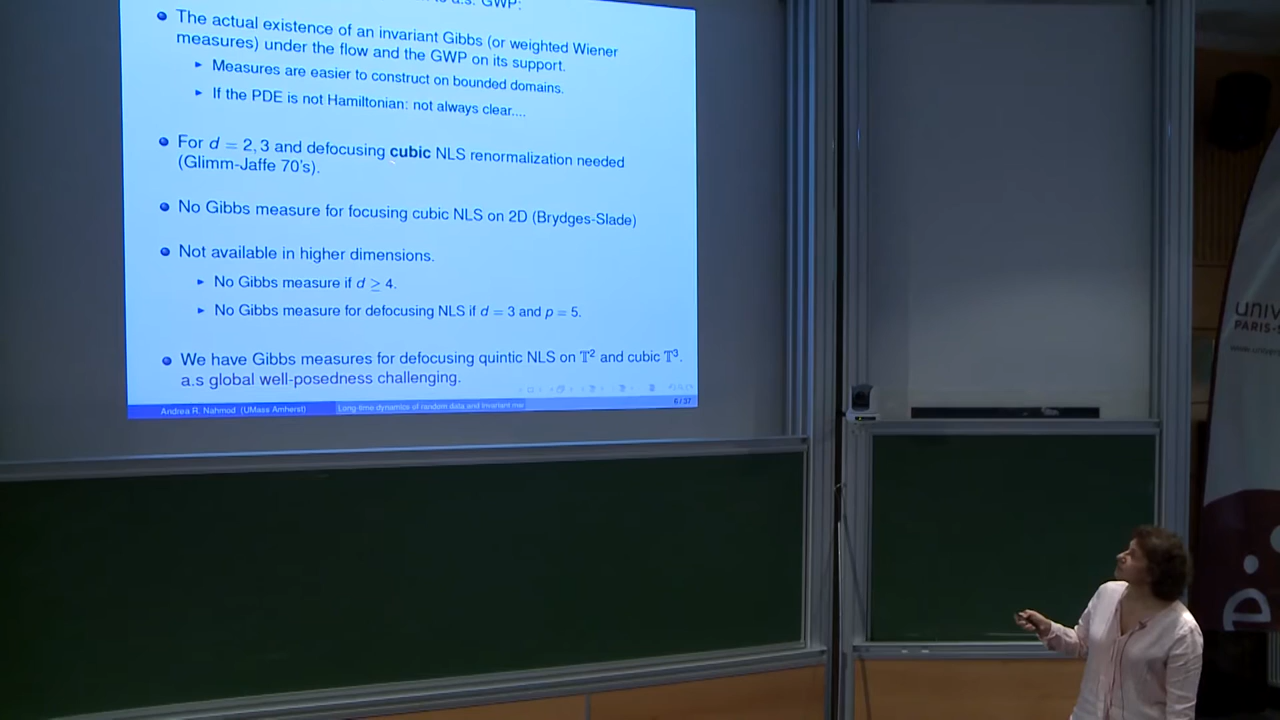 GWP:
The actual existence of an invariant Gibbs (or weighted Wiener
measures) under the flow and the GWP on its support.
► Measures are easier to construct on bounded domains.
► If the PDE is not Hamiltonian: not always clear....
For d = 2, 3 and defocusing cubic NLS renormalization needed
(Glimm-Jaffe 70's).
No Gibbs measure for focusing cubic NLS on 2D (Brydges-Slade)
Not available in higher dimensions.
► No Gibbs measure if d ≥ 4.
► No Gibbs measure for defocusing NLS if d = 3 and p = 5.
We have Gibbs measures for defocusing quintic NLS on 𝕋² and cubic 𝕋³.
a.s global well-posedness challenging.
Andrea R. Nahmod (UMass Amherst) Long-time dynamics of random data and invariant me 6 / 37
univ
PARIS-S